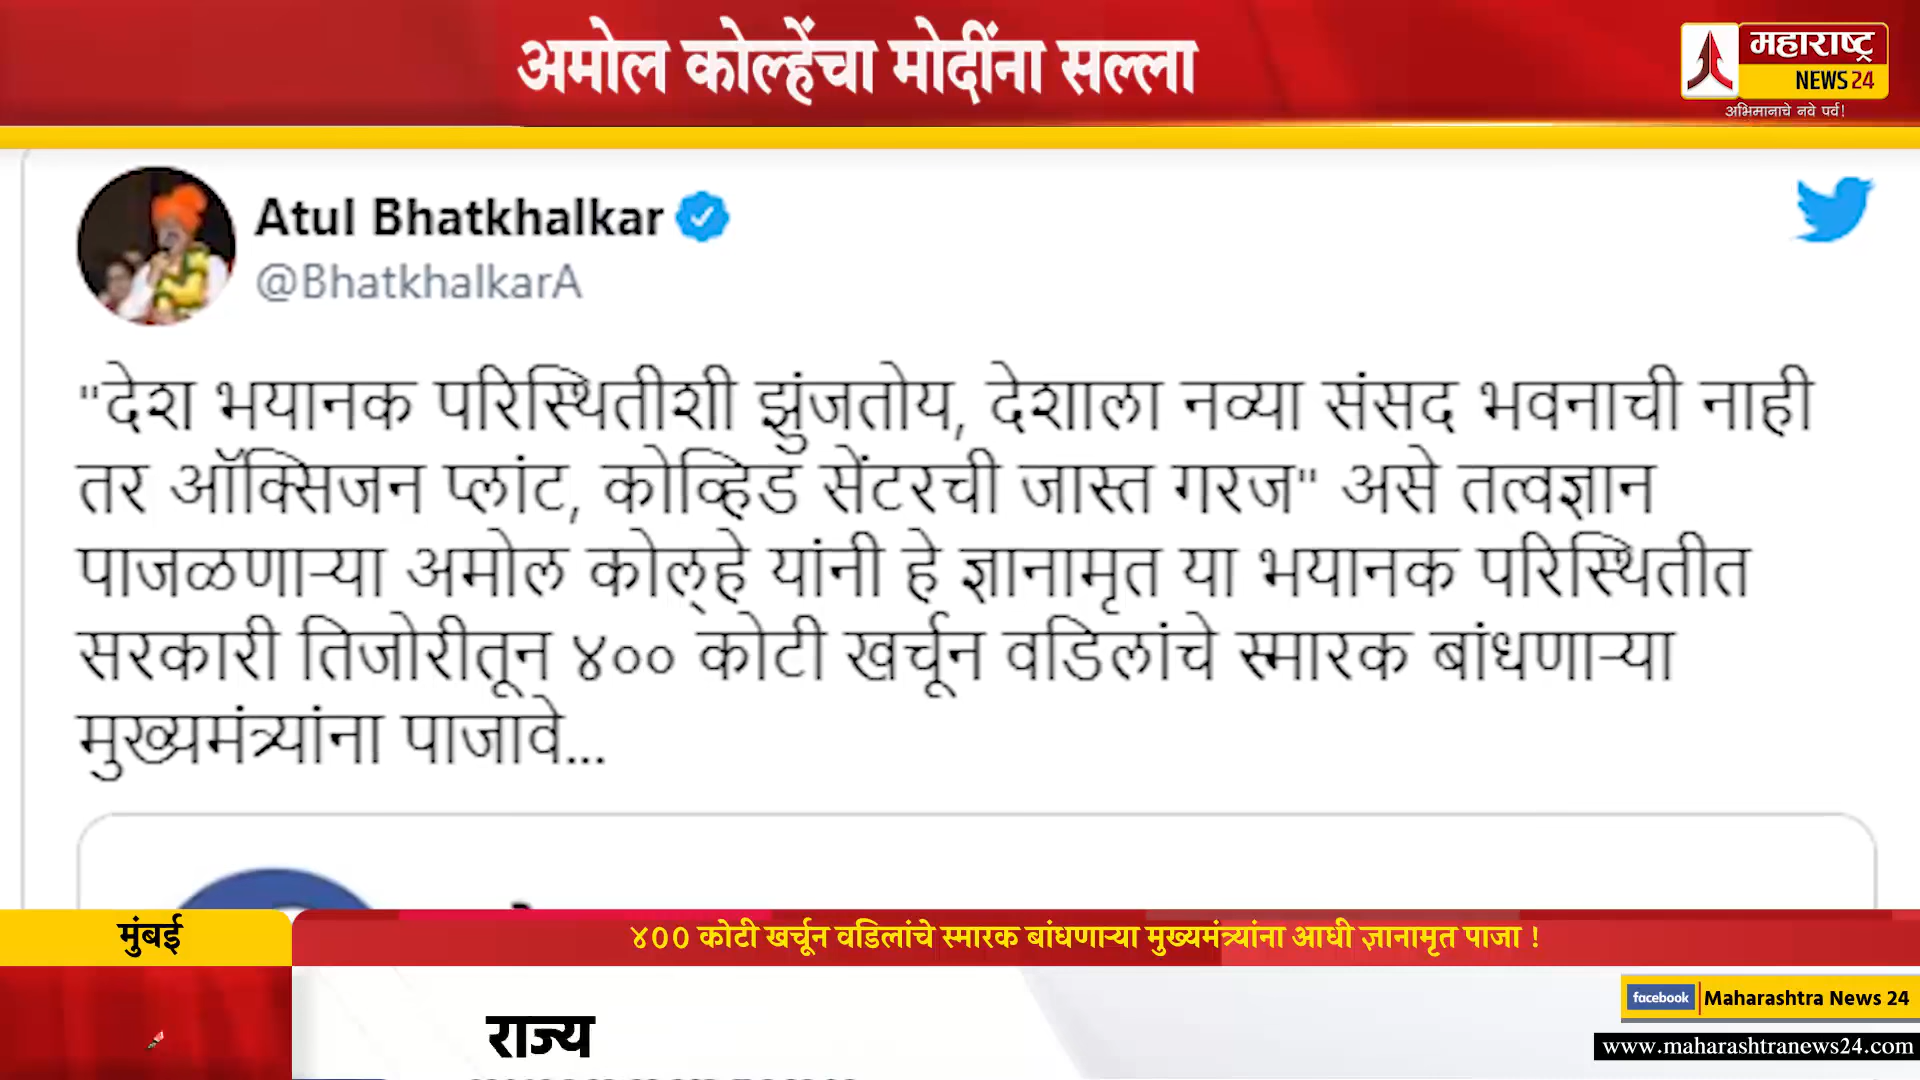 अमोल कोल्हेंचा मोदींना सल्ला
महाराष्ट्र
NEWS 24
अभिमानाचे नवे पर्व!
Atul Bhatkhalkar
@BhatkhalkarA
"देश भयानक परिस्थितीशी झुंजतोय, देशाला नव्या संसद भवनाची नाही
तर ऑक्सिजन प्लांट, कोव्हिड सेंटरची जास्त गरज" असे तत्वज्ञान
पाजळणाऱ्या अमोल कोल्हे यांनी हे ज्ञानामृत या भयानक परिस्थितीत
सरकारी तिजोरीतून ४०० कोटी खर्चून वडिलांचे स्मारक बांधणाऱ्या
मुख्यमंत्र्यांना पाजावे...
मुंबई
४०० कोटी खर्चून वडिलांचे स्मारक बांधणाऱ्या मुख्यमंत्र्यांना आधी ज्ञानामृत पाजा !
राज्य
facebook Maharashtra News 24
www.maharashtranews24.com